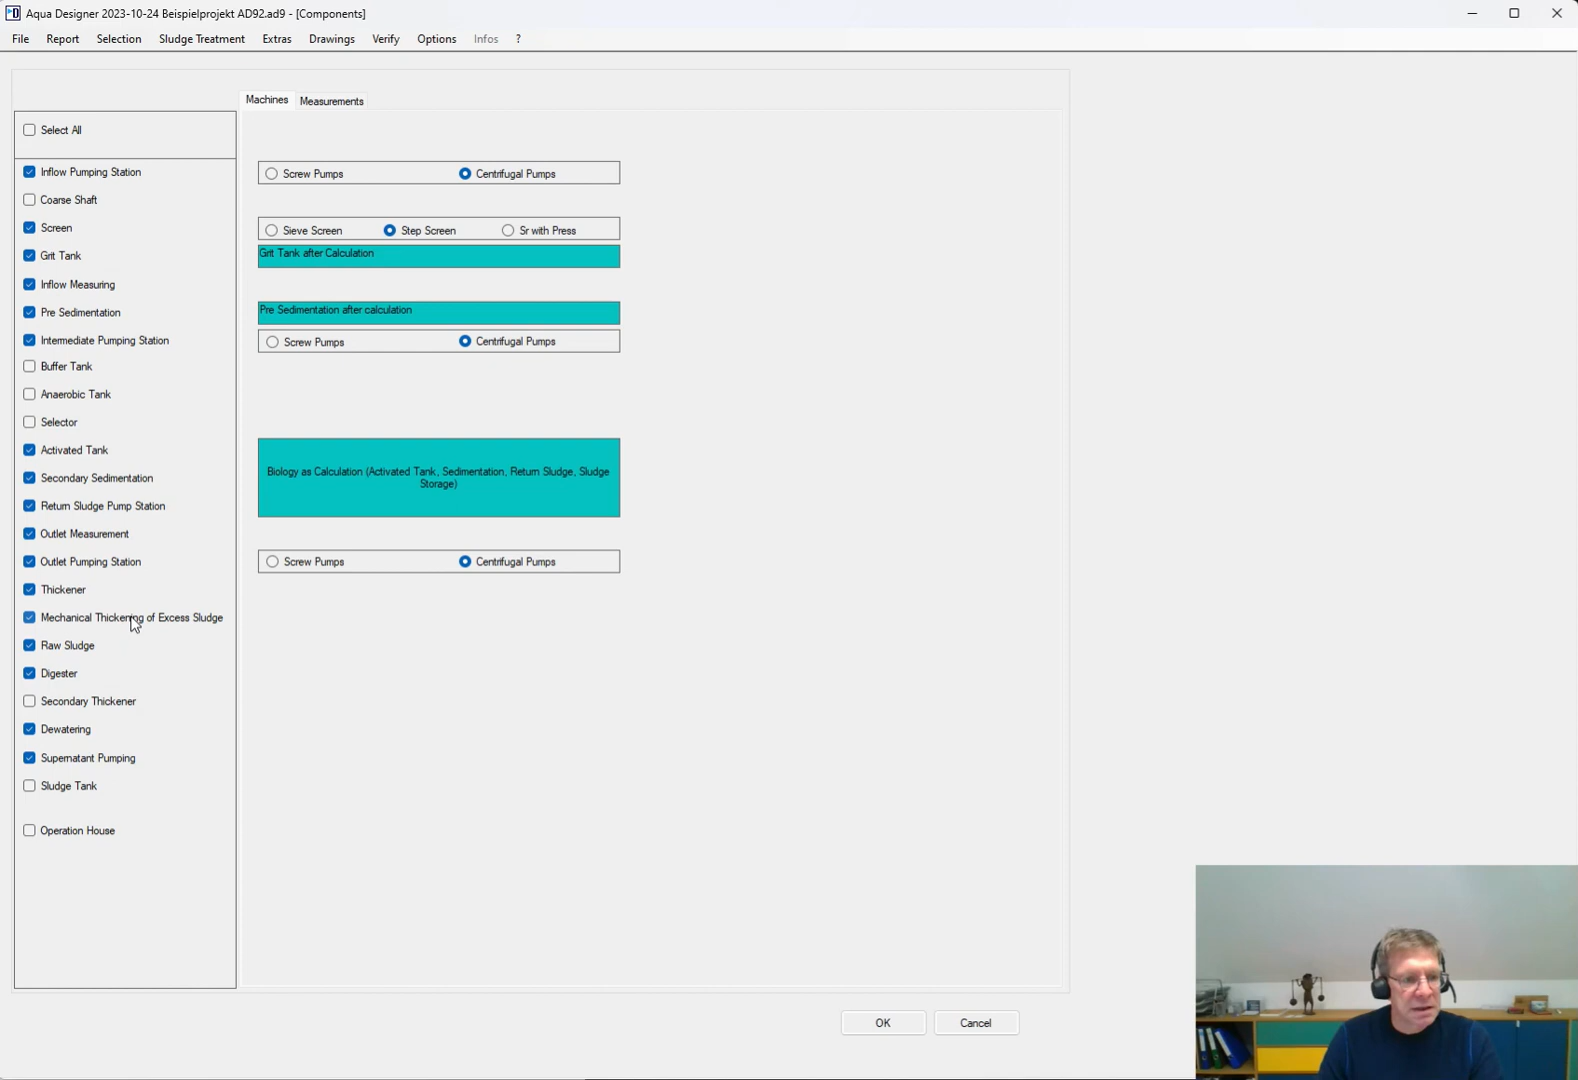 Aqua Designer 2023-10-24 Beispielprojekt AD92.ad9 - [Components]
File Report Selection Sludge Treatment Extras Drawings Verify Options Infos ?
Machines Measurements
Select All
Inflow Pumping Station
Screw Pumps Centrifugal Pumps
Coarse Shaft
Screen
Sieve Screen Step Screen Sr with Press
Grit Tank
Grit Tank after Calculation
Inflow Measuring
Pre Sedimentation
Pre Sedimentation after calculation
Intermediate Pumping Station
Screw Pumps Centrifugal Pumps
Buffer Tank
Anaerobic Tank
Selector
Activated Tank
Secondary Sedimentation
Biology as Calculation (Activated Tank, Sedimentation, Return Sludge, Sludge
Storage)
Return Sludge Pump Station
Outlet Measurement
Outlet Pumping Station
Screw Pumps Centrifugal Pumps
Thickener
Mechanical Thickening of Excess Sludge
Raw Sludge
Digester
Secondary Thickener
Dewatering
Supernatant Pumping
Sludge Tank
Operation House
OK Cancel